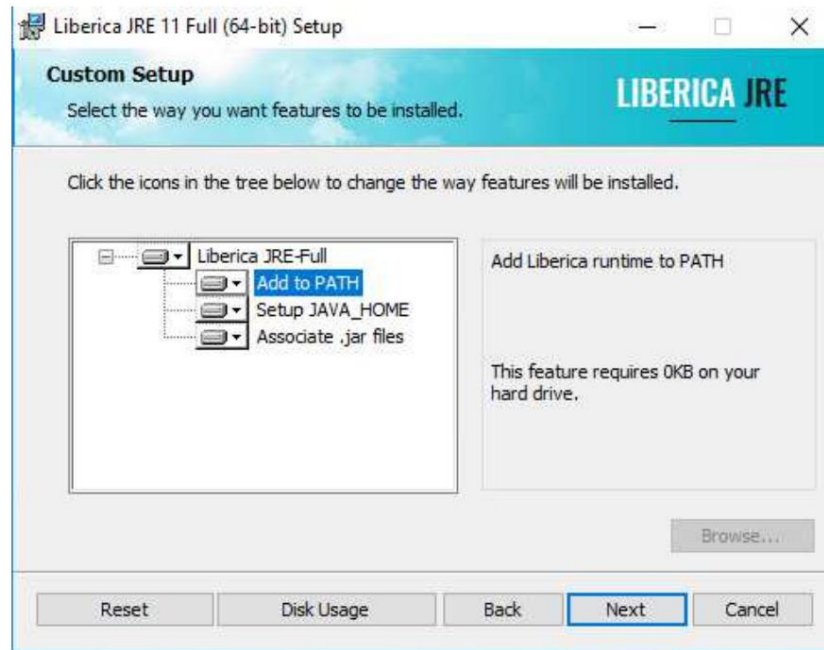 Liberica JRE 11 Full (64-bit) Setup
Custom Setup
Select the way you want features to be installed.
LIBERICA JRE
Click the icons in the tree below to change the way features will be installed.
Liberica JRE-Full
Add to PATH
Setup JAVA_HOME
Associate .jar files
Add Liberica runtime to PATH
This feature requires 0KB on your
hard drive.
Browse...
Reset
Disk Usage
Back
Next
Cancel